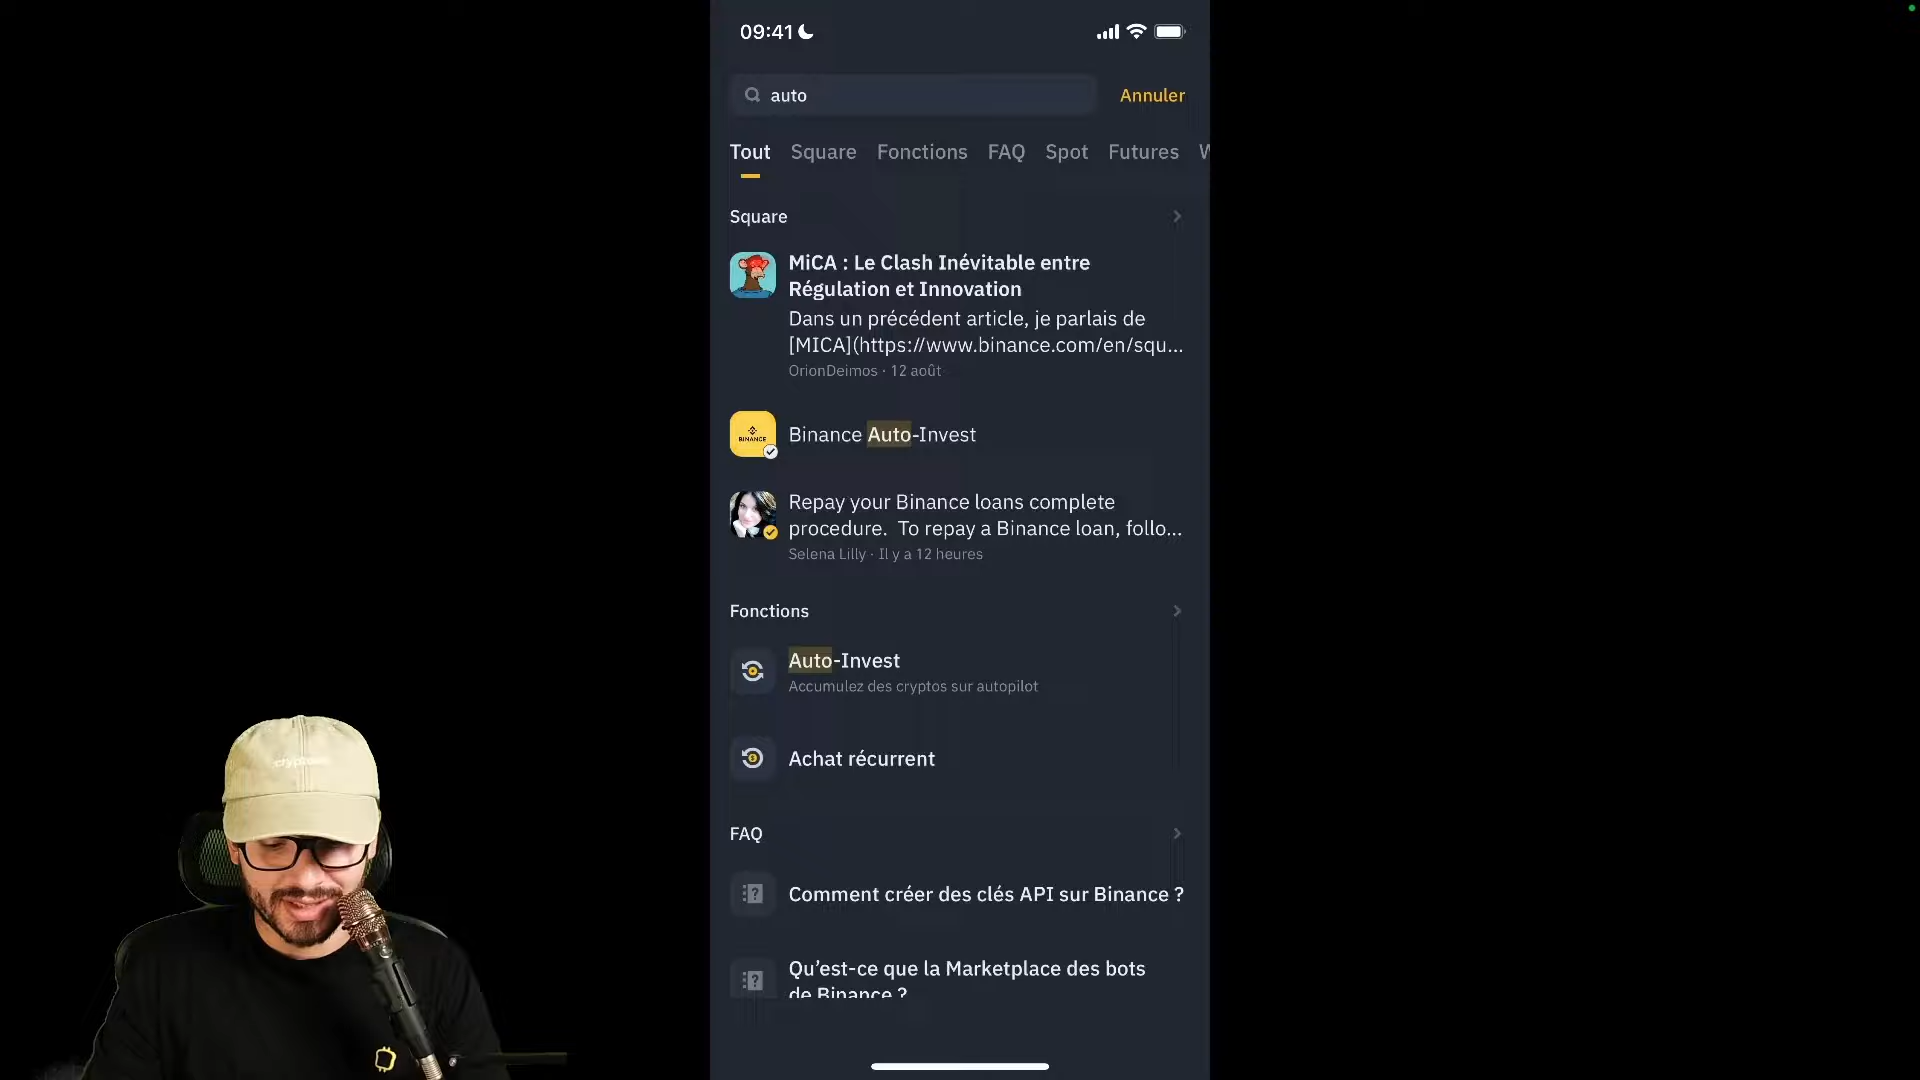 09:41
auto
Annuler
Tout Square Fonctions FAQ Spot Futures
Square
MiCA : Le Clash Inévitable entre
Régulation et Innovation
Dans un précédent article, je parlais de
[MICA](https://www.binance.com/en/squ...
OrionDeimos · 12 août
BINANCE
Binance Auto-Invest
Repay your Binance loans complete
procedure. To repay a Binance loan, follo...
Selena Lilly · Il y a 12 heures
Fonctions
Auto-Invest
Accumulez des cryptos sur autopilot
Achat récurrent
FAQ
Comment créer des clés API sur Binance ?
Qu’est-ce que la Marketplace des bots
de Binance ?